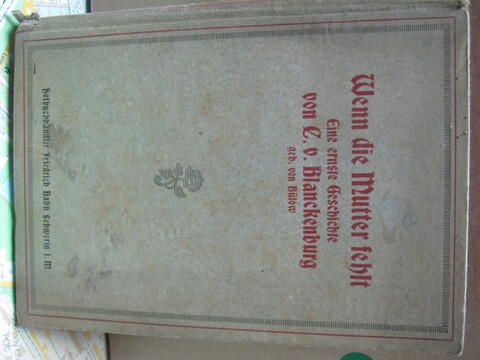 Wenn die Mutter fehlt
Eine ernste Geschichte
von C. v. Blanckenburg
geb. von Bülow
Hofbuchhändler Friedrich Bahn Schwerin i. M.